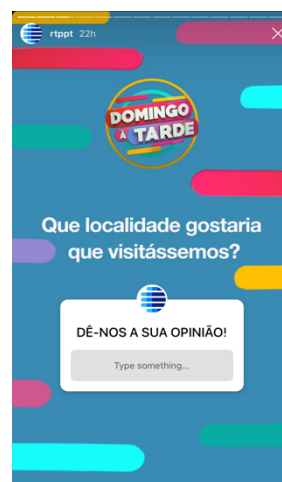 rtppt 22h
DOMINGO
À TARDE
Que localidade gostaria
que visitássemos?
DÊ-NOS A SUA OPINIÃO!
Type something...